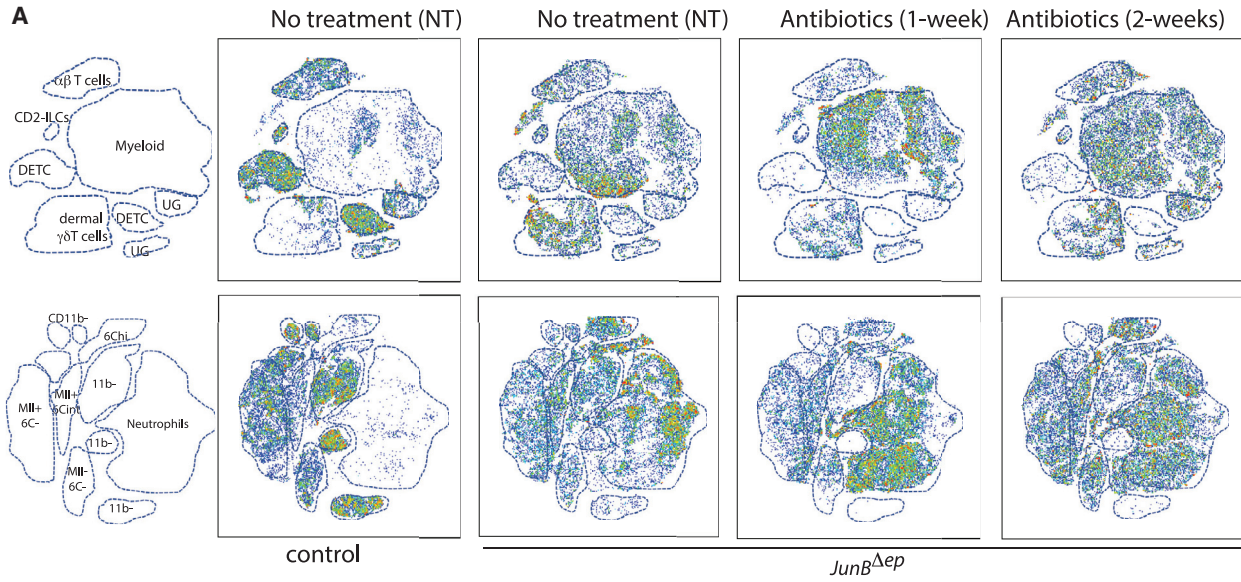 A
No treatment (NT)
No treatment (NT)
Antibiotics (1-week)
Antibiotics (2-weeks)
αβ T cells
CD2-ILCs
Myeloid
DETC
UG
dermal
γδT cells
DETC
UG
CD11b-
6Chi
11b-
MII+
6Cint
MII+
6C-
Neutrophils
11b-
MII-
6C-
11b-
control
JunBΔep